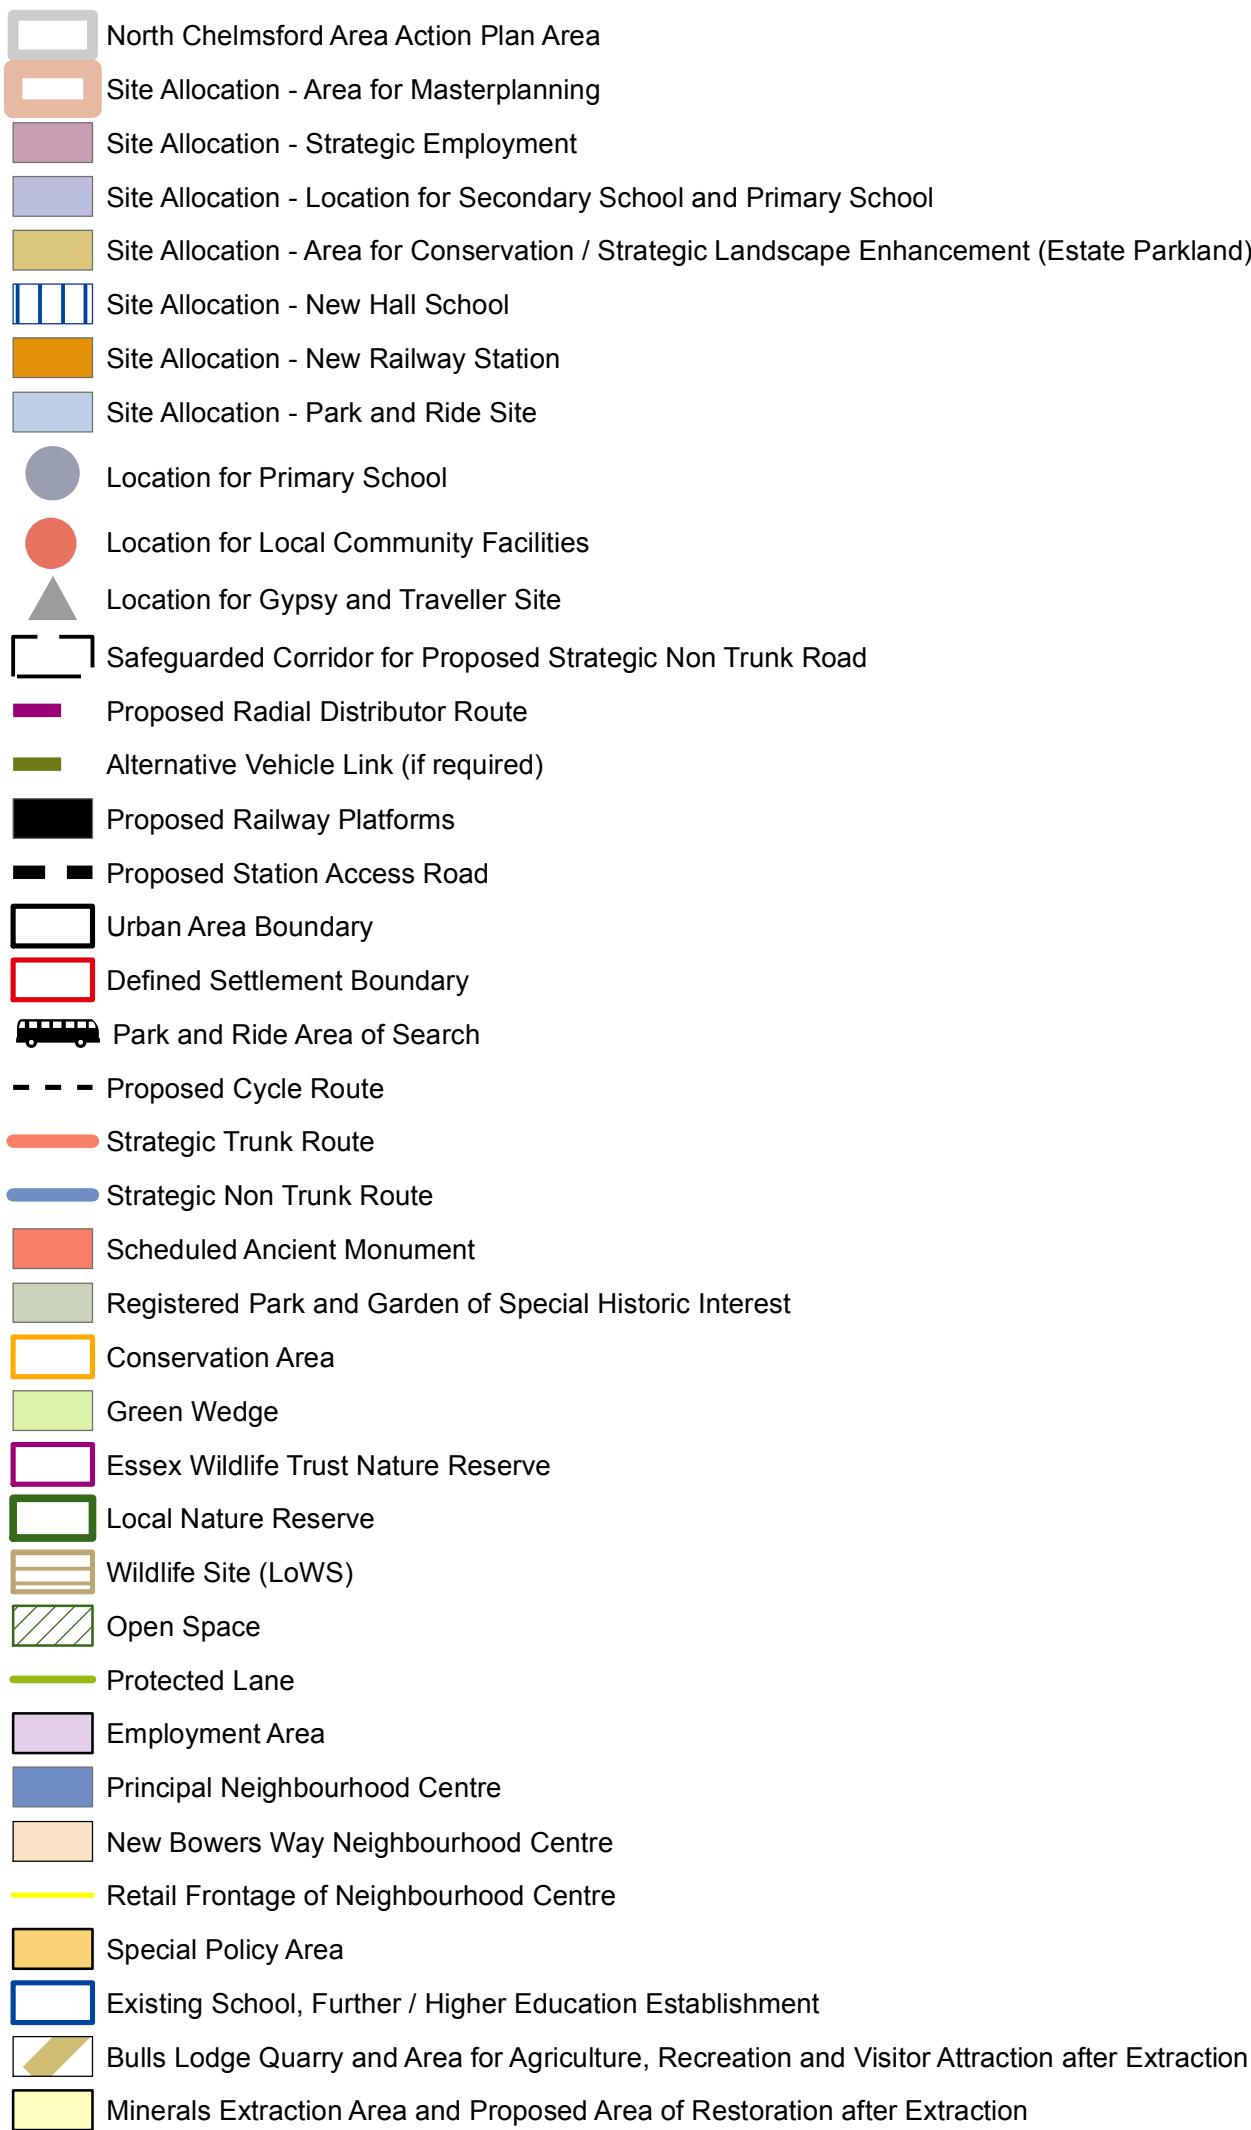 North Chelmsford Area Action Plan Area
Site Allocation - Area for Masterplanning
Site Allocation - Strategic Employment
Site Allocation - Location for Secondary School and Primary School
Site Allocation - Area for Conservation / Strategic Landscape Enhancement (Estate Parkland)
Site Allocation - New Hall School
Site Allocation - New Railway Station
Site Allocation - Park and Ride Site
Location for Primary School
Location for Local Community Facilities
Location for Gypsy and Traveller Site
Safeguarded Corridor for Proposed Strategic Non Trunk Road
Proposed Radial Distributor Route
Alternative Vehicle Link (if required)
Proposed Railway Platforms
Proposed Station Access Road
Urban Area Boundary
Defined Settlement Boundary
Park and Ride Area of Search
Proposed Cycle Route
Strategic Trunk Route
Strategic Non Trunk Route
Scheduled Ancient Monument
Registered Park and Garden of Special Historic Interest
Conservation Area
Green Wedge
Essex Wildlife Trust Nature Reserve
Local Nature Reserve
Wildlife Site (LoWS)
Open Space
Protected Lane
Employment Area
Principal Neighbourhood Centre
New Bowers Way Neighbourhood Centre
Retail Frontage of Neighbourhood Centre
Special Policy Area
Existing School, Further / Higher Education Establishment
Bulls Lodge Quarry and Area for Agriculture, Recreation and Visitor Attraction after Extraction
Minerals Extraction Area and Proposed Area of Restoration after Extraction